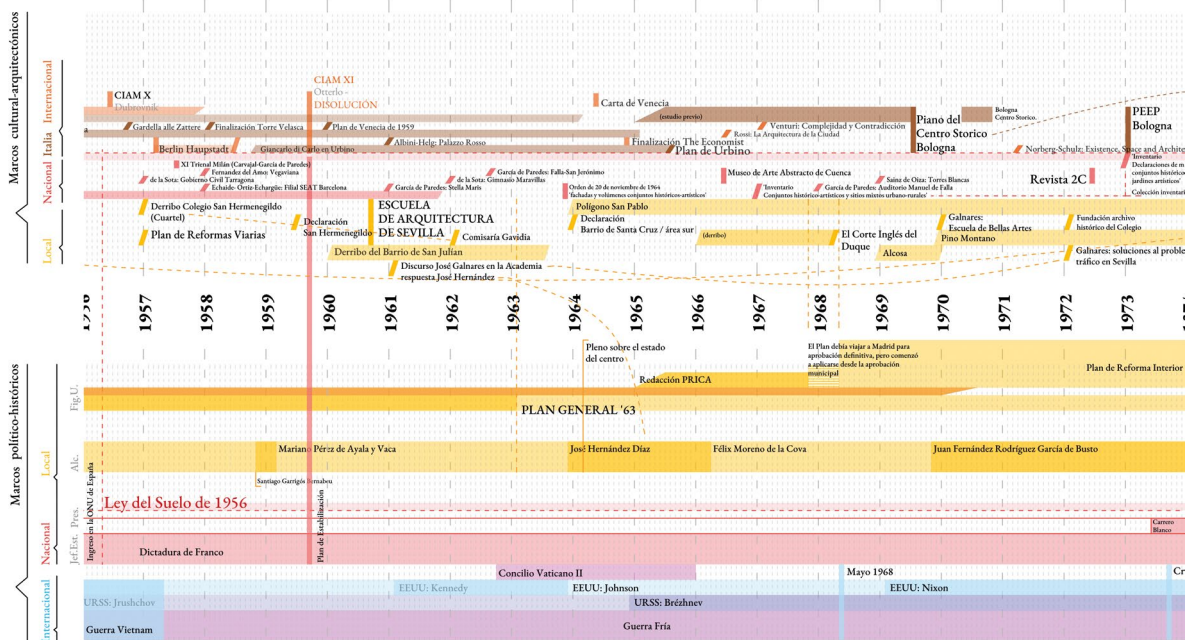 Marcos cultural-arquitectónicos
Internacional
CIAM X
Dubrovnik
CIAM XI
Otterlo -
DISOLUCIÓN
Carta de Venecia
(estudio previo)
Piano del
Centro Storico
Bologna
Bologna
Centro Storico.
PEEP
Bologna
Italia
Gardella alle Zattere
Finalización Torre Velasca
Plan de Venecia de 1959
Venturi: Complejidad y Contradicción
Rossi: La Arquitectura de la Ciudad
Berlin Hauptstadt
Giancarlo di Carlo en Urbino
Albini-Helg: Palazzo Rosso
Finalización The Economist
Plan de Urbino
Norberg-Schulz: Existence, Space and Archite
Nacional
XI Trienal Milán (Carvajal-García de Paredes)
Fernandez del Amo: Vegaviana
de la Sota: Gobierno Civil Tarragona
Echaide-Ortiz-Echargüe: Filial SEAT Barcelona
García de Paredes: Falla-San Jerónimo
de la Sota: Gimnasio Maravillas
García de Paredes: Stella Maris
Orden de 20 noviembre de 1964
'fachadas y volúmenes conjuntos históricos-artísticos'
Museo de Arte Abstracto de Cuenca
Sainz de Oiza: Torres Blancas
García de Paredes: Auditorio Manuel de Falla
'Inventario
Conjuntos histórico-artísticos y sitios mixtos urbano-rurales'
Revista 2C
'Inventario
Declaraciones de m
conjuntos histórico
jardines artísticos'
Colección inventari
Local
Derribo Colegio San Hermenegildo
(Cuartel)
Plan de Reformas Viarias
Declaración
San Hermenegildo
ESCUELA
DE ARQUITECTURA
DE SEVILLA
Comisaría Gavidia
Derribo del Barrio de San Julían
Discurso José Galnares en la Academia
respuesta José Hernández
Polígono San Pablo
Declaración
Barrio de Santa Cruz / área sur
(derribo)
El Corte Inglés del
Duque
Alcosa
Galnares:
Escuela de Bellas Artes
Pino Montano
Fundación archivo
histórico del Colegio
Galnares: soluciones al proble
tráfico en Sevilla
1957
1958
1959
1960
1961
1962
1963
1964
1965
1966
1967
1968
1969
1970
1971
1972
1973
Marcos político-históricos
Local
Fig.U.
Pleno sobre el estado
del centro
Redacción PRICA
El Plan debía viajar a Madrid para
aprobación definitiva, pero comenzó
a aplicarse desde la aprobación
municipal
Plan de Reforma Interior
PLAN GENERAL '63
Alc.
Mariano Pérez de Ayala y Vaca
Santiago Garrigós Bernabeu
José Hernández Díaz
Félix Moreno de la Cova
Juan Fernández Rodríguez García de Busto
Nacional
Pres.
Ley del Suelo de 1956
Ingreso en la ONU de España
Plan de Estabilización
Carrero
Blanco
Jef.Est.
Dictadura de Franco
Internacional
Concilio Vaticano II
Mayo 1968
EEUU: Kennedy
EEUU: Johnson
EEUU: Nixon
URSS: Jrushchov
URSS: Brézhnev
Guerra Vietnam
Guerra Fría